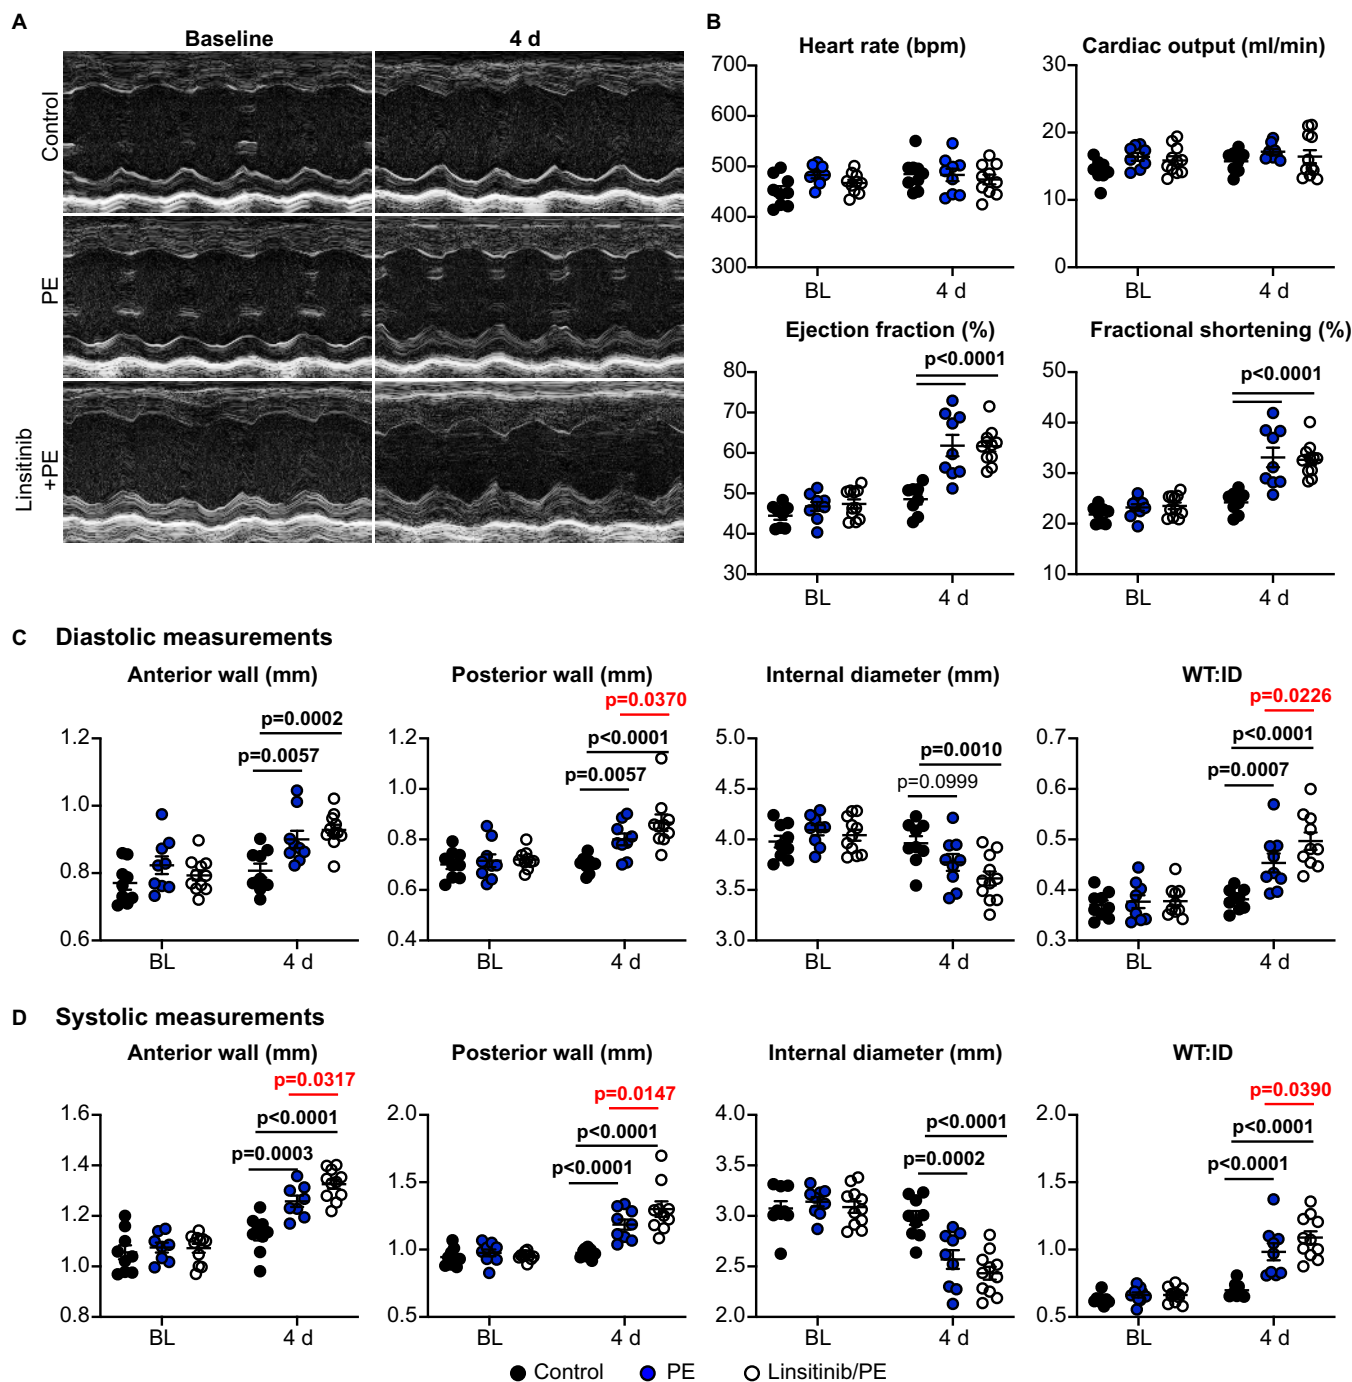 A
Baseline
4 d
Control
PE
Linsitinib
+PE
B
Heart rate (bpm)
700
600
500
400
300
BL
4 d
Cardiac output (ml/min)
30
20
10
0
BL
4 d
Ejection fraction (%)
p<0.0001
80
70
60
50
40
30
BL
4 d
Fractional shortening (%)
p<0.0001
50
40
30
20
10
BL
4 d
C Diastolic measurements
Anterior wall (mm)
p=0.0002
p=0.0057
1.2
1.0
0.8
0.6
BL
4 d
Posterior wall (mm)
p=0.0370
p<0.0001
p=0.0057
1.2
1.0
0.8
0.6
0.4
BL
4 d
Internal diameter (mm)
p=0.0010
p=0.0999
5.0
4.5
4.0
3.5
3.0
BL
4 d
WT:ID
p=0.0226
p<0.0001
p=0.0007
0.7
0.6
0.5
0.4
0.3
BL
4 d
D Systolic measurements
Anterior wall (mm)
p=0.0317
p<0.0001
p=0.0003
1.6
1.4
1.2
1.0
0.8
BL
4 d
Posterior wall (mm)
p=0.0147
p<0.0001
p<0.0001
2.0
1.5
1.0
0.5
BL
4 d
Internal diameter (mm)
p<0.0001
p=0.0002
4.0
3.5
3.0
2.5
2.0
BL
4 d
WT:ID
p=0.0390
p<0.0001
p<0.0001
2.0
1.5
1.0
0.5
BL
4 d
Control
PE
Linsitinib/PE